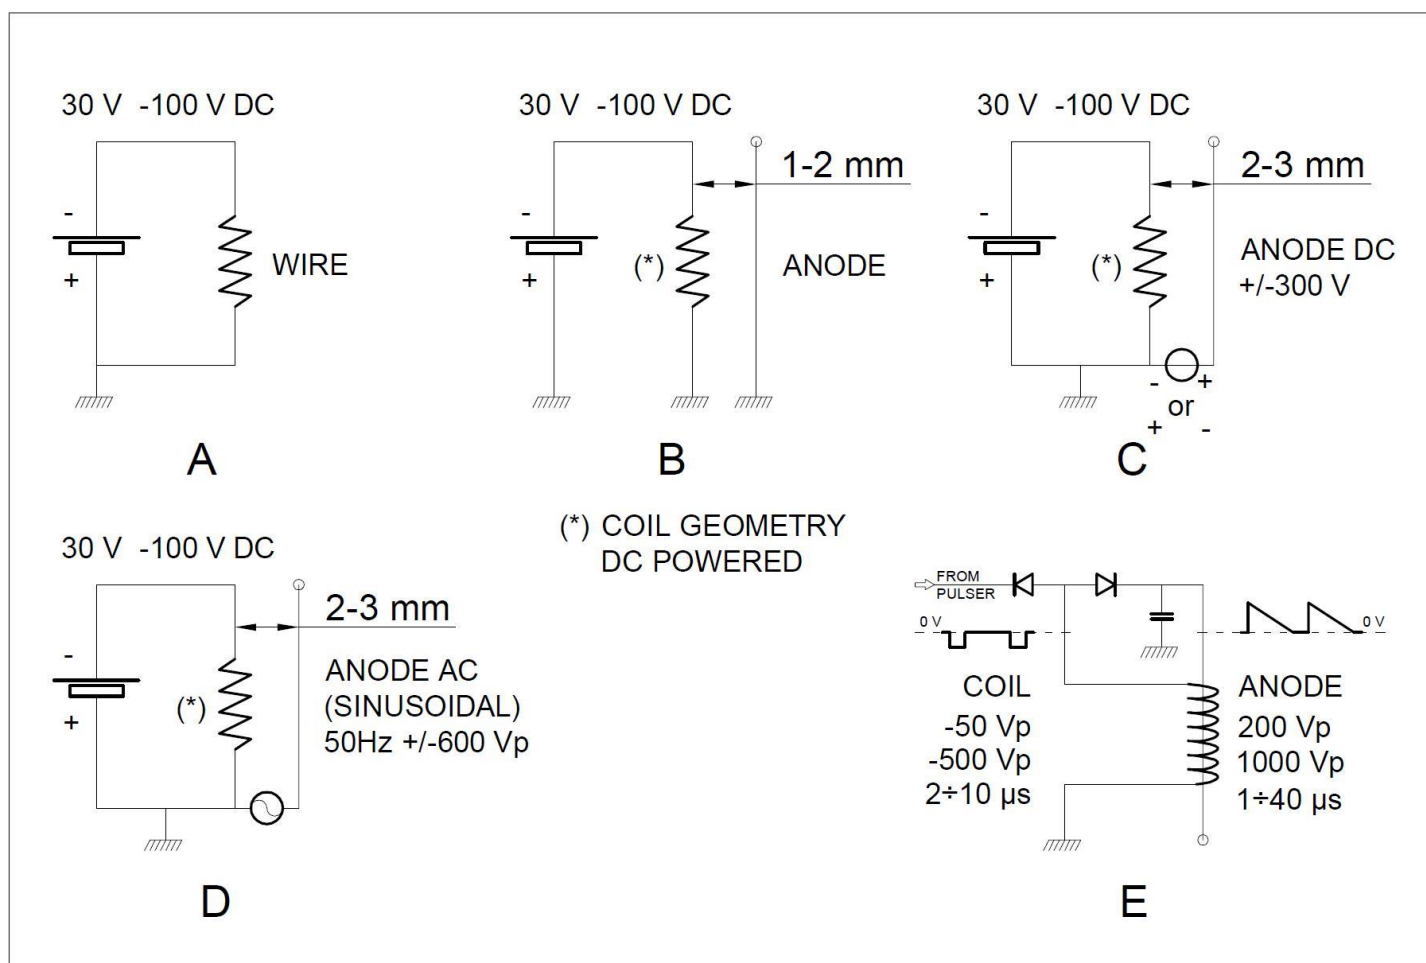 30 V -100 V DC
-
+
WIRE
A
30 V -100 V DC
1-2 mm
-
+
(*)
ANODE
B
30 V -100 V DC
2-3 mm
-
+
(*)
ANODE DC
+/-300 V
- +
or
+ -
C
(*) COIL GEOMETRY
DC POWERED
30 V -100 V DC
2-3 mm
-
+
(*)
ANODE AC
(SINUSOIDAL)
50Hz +/-600 Vp
D
FROM
PULSER
0 V
0 V
COIL
-50 Vp
-500 Vp
2÷10 µs
ANODE
200 Vp
1000 Vp
1÷40 µs
E